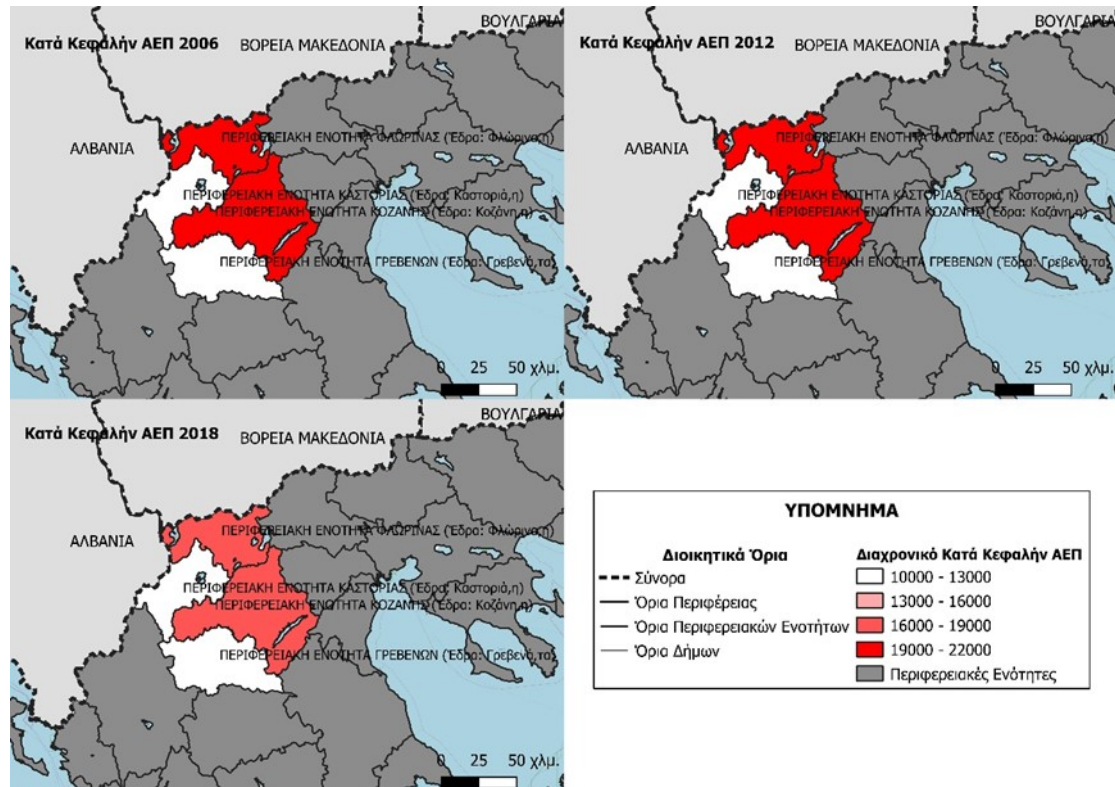 Κατά Κεφαλήν ΑΕΠ 2006
ΒΟΡΕΙΑ ΜΑΚΕΔΟΝΙΑ
ΒΟΥΛΓΑΡΙΑ
ΑΛΒΑΝΙΑ
ΠΕΡΙΦΕΡΕΙΑΚΗ ΕΝΟΤΗΤΑ ΦΛΩΡΙΝΑΣ (Έδρα: Φλώρινα,η)
ΠΕΡΙΦΕΡΕΙΑΚΗ ΕΝΟΤΗΤΑ ΚΑΣΤΟΡΙΑΣ (Έδρα: Καστοριά,η)
ΠΕΡΙΦΕΡΕΙΑΚΗ ΕΝΟΤΗΤΑ ΚΟΖΑΝΗΣ (Έδρα: Κοζάνη,η)
ΠΕΡΙΦΕΡΕΙΑΚΗ ΕΝΟΤΗΤΑ ΓΡΕΒΕΝΩΝ (Έδρα: Γρεβενά,τα)
0 25 50 χλμ.
Κατά Κεφαλήν ΑΕΠ 2012
ΒΟΡΕΙΑ ΜΑΚΕΔΟΝΙΑ
ΒΟΥΛΓΑΡΙΑ
ΑΛΒΑΝΙΑ
ΠΕΡΙΦΕΡΕΙΑΚΗ ΕΝΟΤΗΤΑ ΦΛΩΡΙΝΑΣ (Έδρα: Φλώρινα,η)
ΠΕΡΙΦΕΡΕΙΑΚΗ ΕΝΟΤΗΤΑ ΚΑΣΤΟΡΙΑΣ (Έδρα: Καστοριά,η)
ΠΕΡΙΦΕΡΕΙΑΚΗ ΕΝΟΤΗΤΑ ΚΟΖΑΝΗΣ (Έδρα: Κοζάνη,η)
ΠΕΡΙΦΕΡΕΙΑΚΗ ΕΝΟΤΗΤΑ ΓΡΕΒΕΝΩΝ (Έδρα: Γρεβενά,τα)
0 25 50 χλμ.
Κατά Κεφαλήν ΑΕΠ 2018
ΒΟΡΕΙΑ ΜΑΚΕΔΟΝΙΑ
ΒΟΥΛΓΑΡΙΑ
ΑΛΒΑΝΙΑ
ΠΕΡΙΦΕΡΕΙΑΚΗ ΕΝΟΤΗΤΑ ΦΛΩΡΙΝΑΣ (Έδρα: Φλώρινα,η)
ΠΕΡΙΦΕΡΕΙΑΚΗ ΕΝΟΤΗΤΑ ΚΑΣΤΟΡΙΑΣ (Έδρα: Καστοριά,η)
ΠΕΡΙΦΕΡΕΙΑΚΗ ΕΝΟΤΗΤΑ ΚΟΖΑΝΗΣ (Έδρα: Κοζάνη,η)
ΠΕΡΙΦΕΡΕΙΑΚΗ ΕΝΟΤΗΤΑ ΓΡΕΒΕΝΩΝ (Έδρα: Γρεβενά,τα)
0 25 50 χλμ.
ΥΠΟΜΝΗΜΑ
Διοικητικά Όρια
Σύνορα
Όρια Περιφέρειας
Όρια Περιφερειακών Ενοτήτων
Όρια Δήμων
Διαχρονικό Κατά Κεφαλήν ΑΕΠ
10000 - 13000
13000 - 16000
16000 - 19000
19000 - 22000
Περιφερειακές Ενότητες